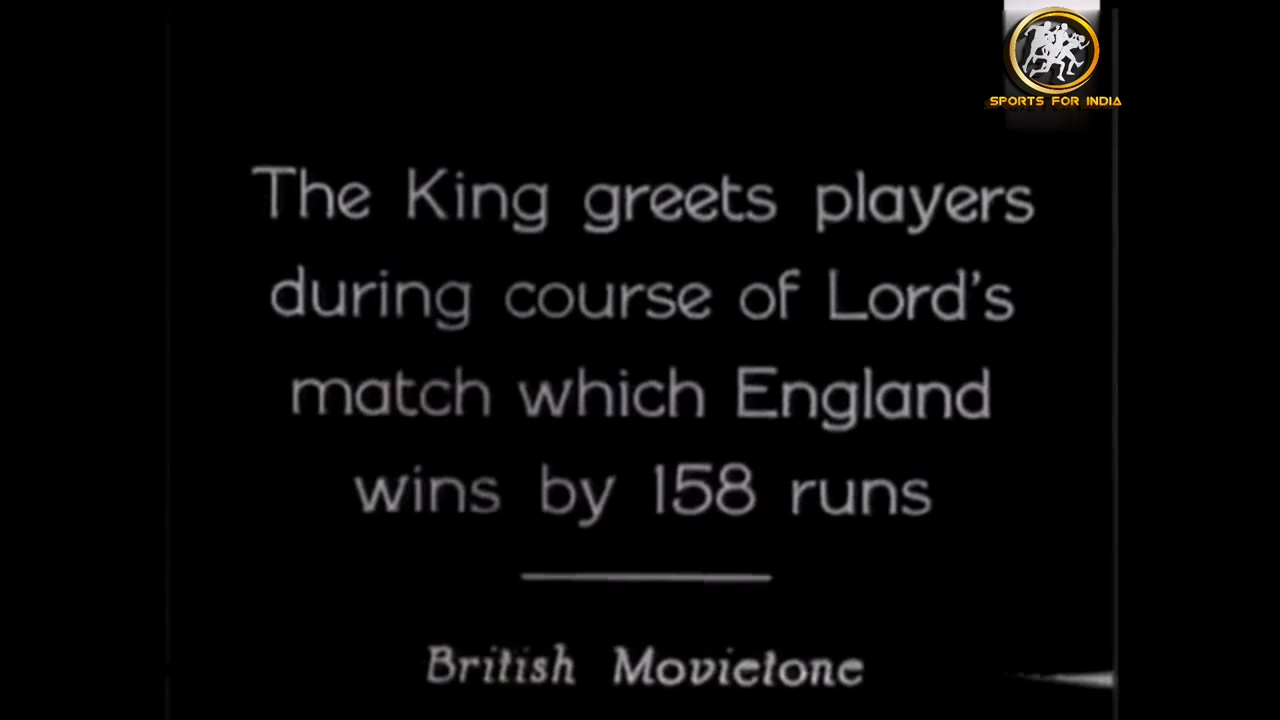 SPORTS FOR INDIA
The King greets players
during course of Lord's
match which England
wins by 158 runs
British Movietone